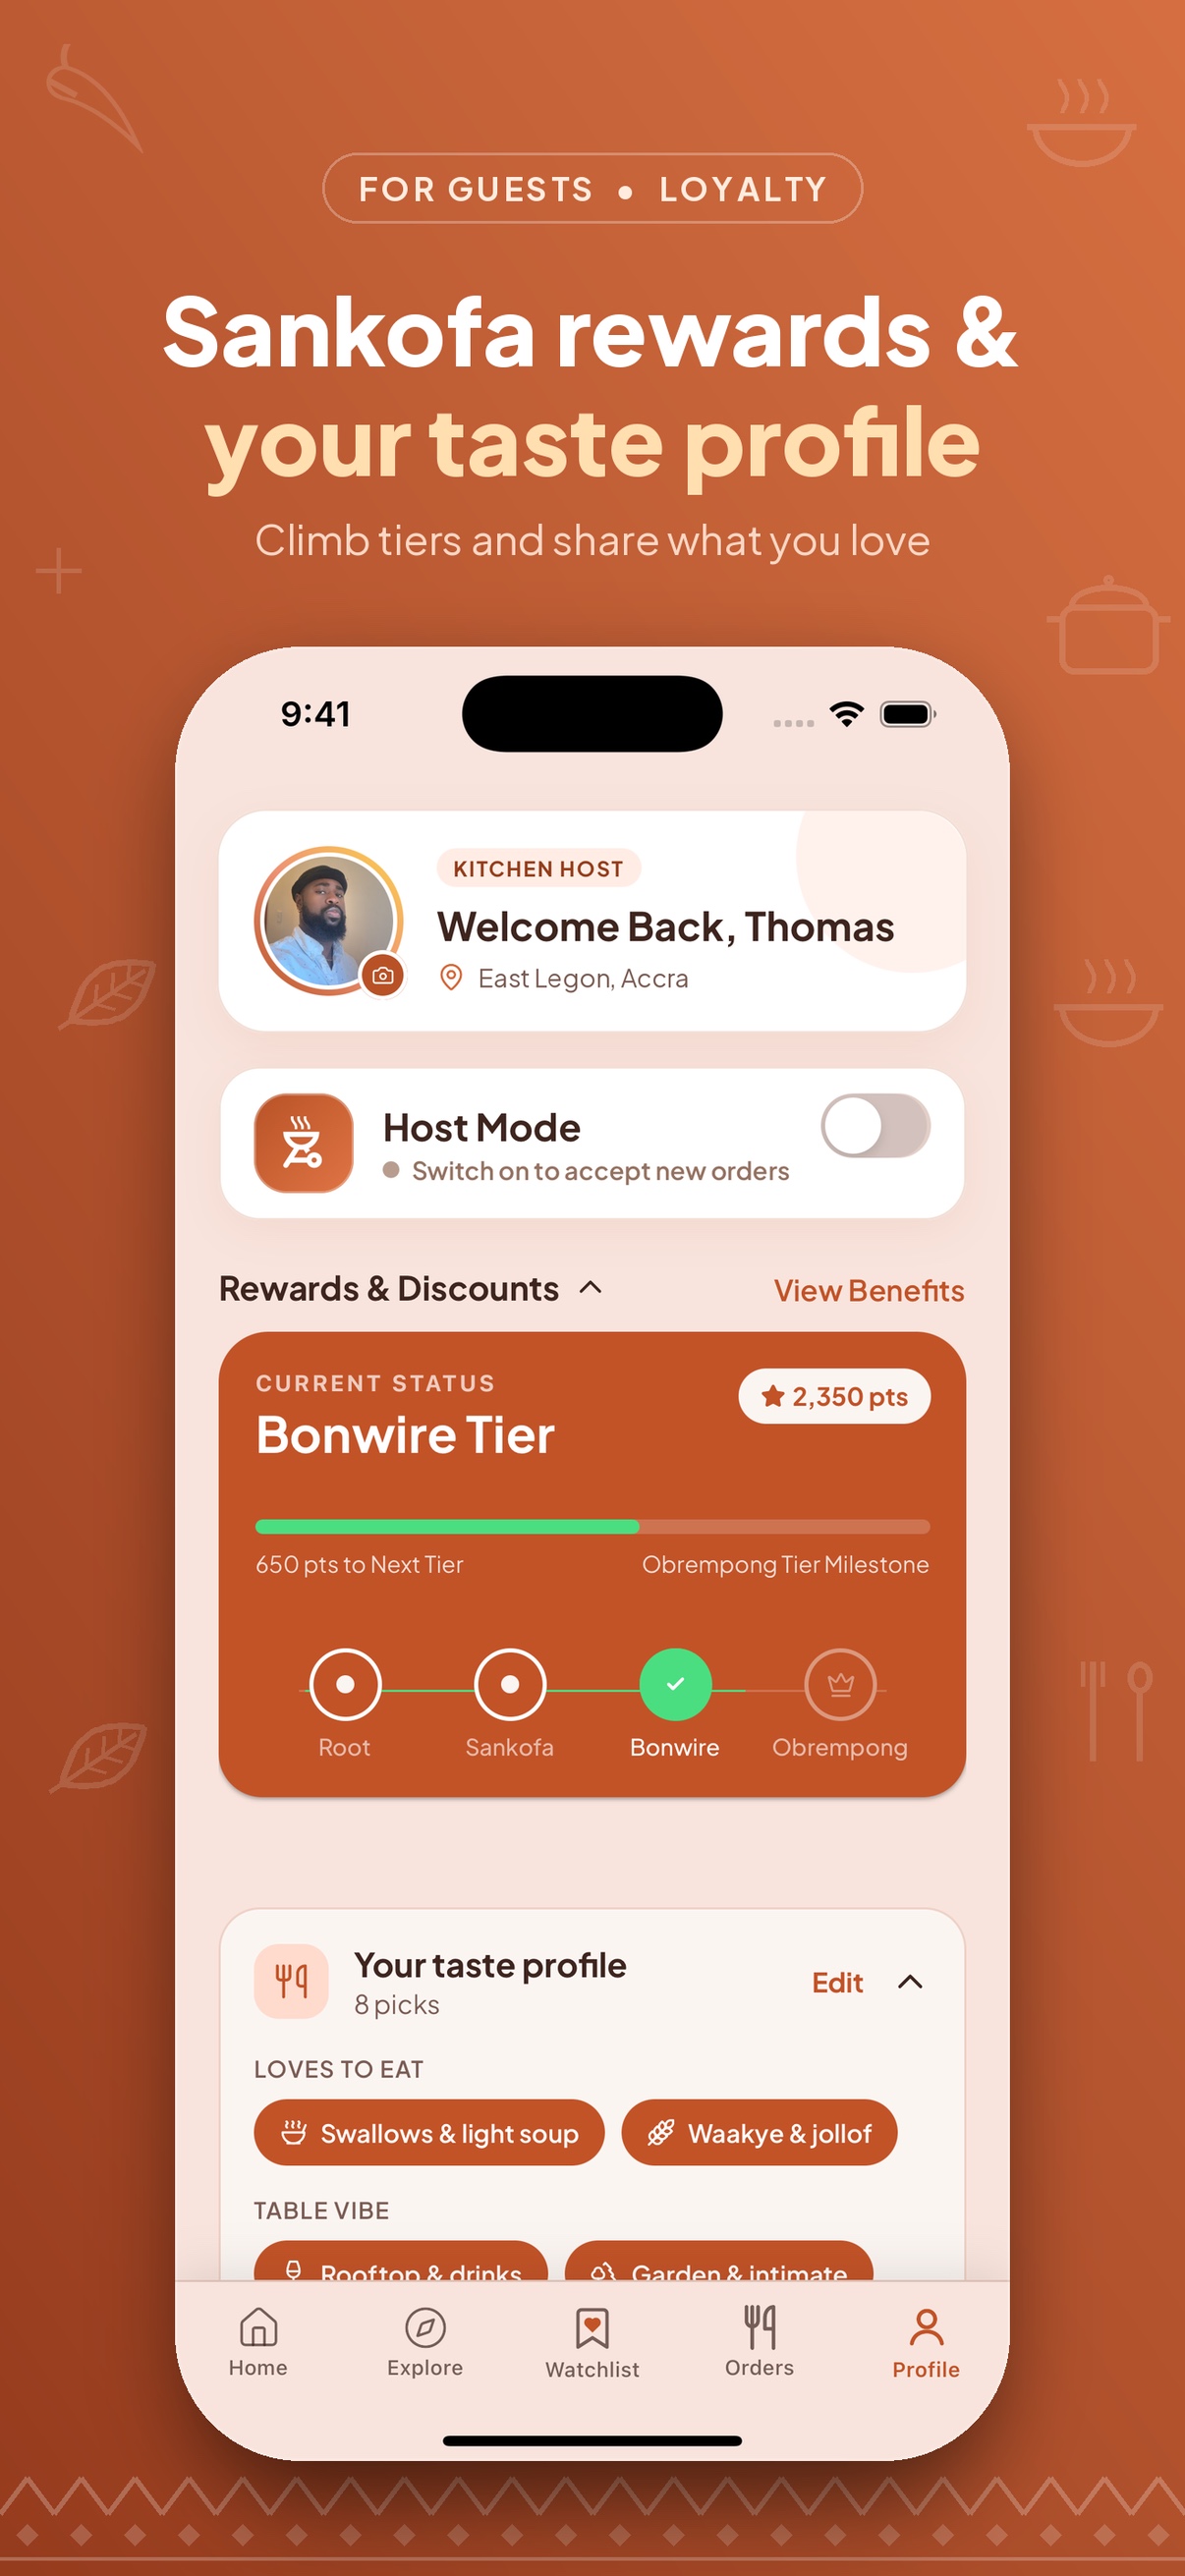 FOR GUESTS • LOYALTY
Sankofa rewards &
your taste profile
Climb tiers and share what you love
9:41
KITCHEN HOST
Welcome Back, Thomas
East Legon, Accra
Host Mode
Switch on to accept new orders
Rewards & Discounts
View Benefits
CURRENT STATUS
2,350 pts
Bonwire Tier
650 pts to Next Tier
Obrempong Tier Milestone
Root
Sankofa
Bonwire
Obrempong
Your taste profile
8 picks
Edit
LOVES TO EAT
Swallows & light soup
Waakye & jollof
TABLE VIBE
Rooftop & drinks
Garden & intimate
Home
Explore
Watchlist
Orders
Profile